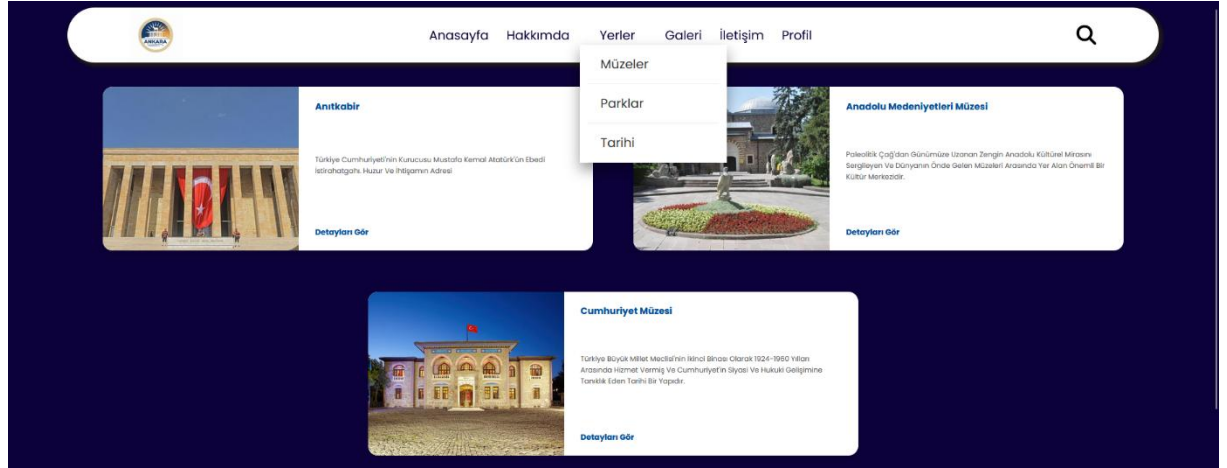 ANKARA
Anasayfa Hakkımda Yerler Galeri İletişim Profil
Müzeler
Parklar
Tarihi
Anıtkabir
Türkiye Cumhuriyeti'nin Kurucusu Mustafa Kemal Atatürk'ün Ebedi
İstirahatgahı. Huzur Ve İhtişamın Adresi
Detayları Gör
Anadolu Medeniyetleri Müzesi
Paleolitik Çağ'dan Günümüze Uzanan Zengin Anadolu Kültürel Mirasını
Sergileyen Ve Dünyanın Önde Gelen Müzeleri Arasında Yer Alan Önemli Bir
Kültür Merkezidir.
Detayları Gör
Cumhuriyet Müzesi
Türkiye Büyük Millet Meclisi'nin İkinci Binası Olarak 1924-1960 Yılları
Arasında Hizmet Vermiş Ve Cumhuriyet'in Siyasi Ve Hukuki Gelişimine
Tanıklık Eden Tarihi Bir Yapıdır.
Detayları Gör